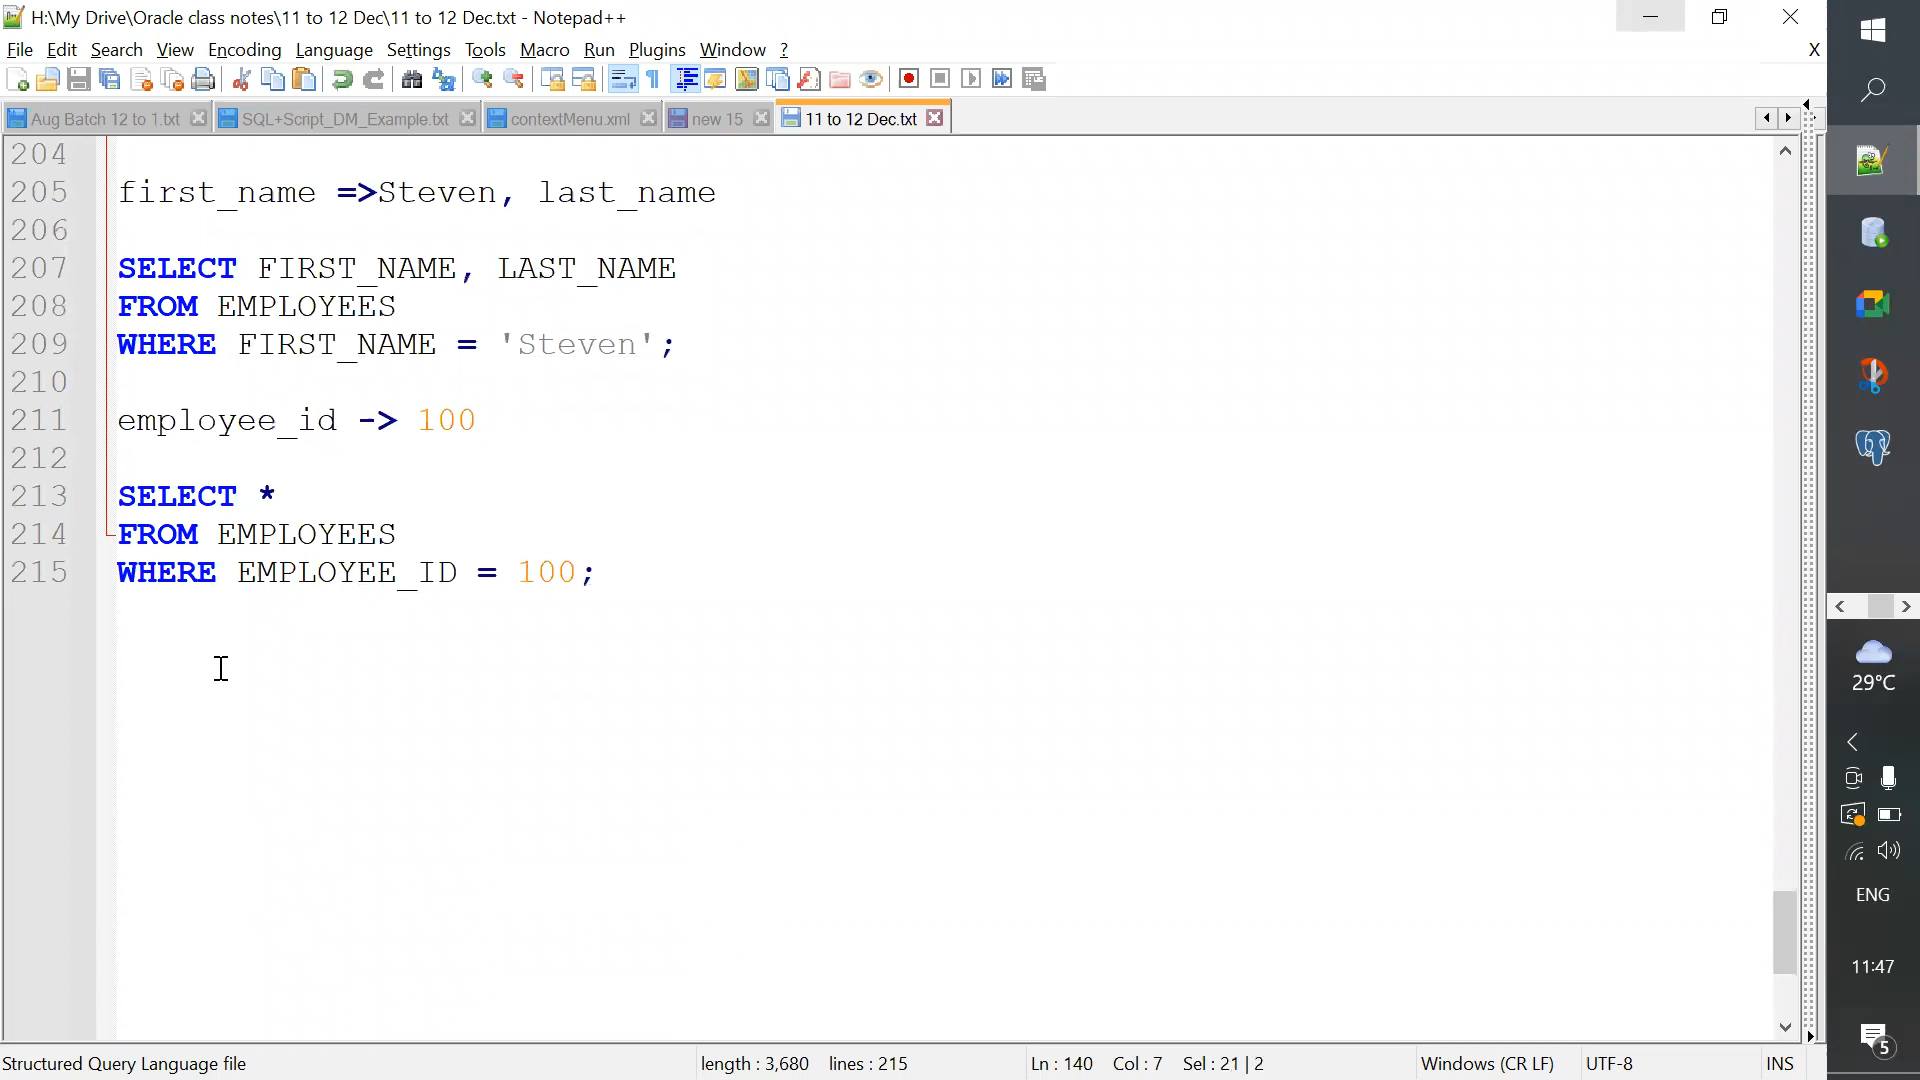 H:\My Drive\Oracle class notes\11 to 12 Dec\11 to 12 Dec.txt - Notepad++
File Edit Search View Encoding Language Settings Tools Macro Run Plugins Window ? X
Aug Batch 12 to 1.txt SQL+Script_DM_Example.txt contextMenu.xml new 15 11 to 12 Dec.txt
204
205 first_name =>Steven, last_name
206
207 SELECT FIRST_NAME, LAST_NAME
208 FROM EMPLOYEES
209 WHERE FIRST_NAME = 'Steven';
210
211 employee_id -> 100
212
213 SELECT *
214 FROM EMPLOYEES
215 WHERE EMPLOYEE_ID = 100;
29°C
ENG
11:47
5
Structured Query Language file length : 3,680 lines : 215 Ln : 140 Col : 7 Sel : 21 | 2 Windows (CR LF) UTF-8 INS